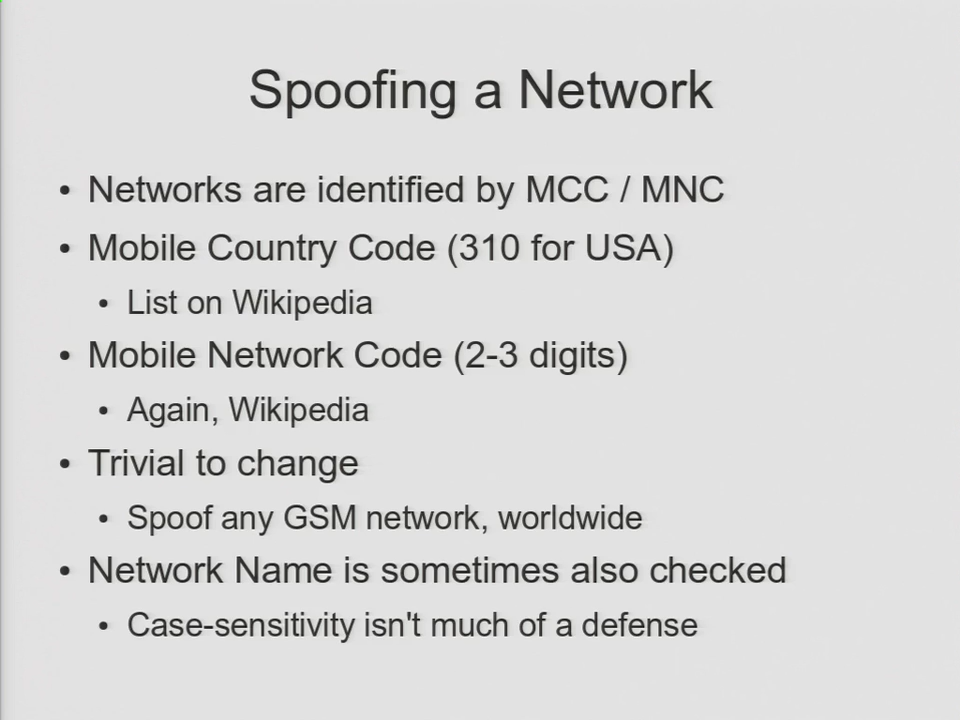 Spoofing a Network
• Networks are identified by MCC / MNC
• Mobile Country Code (310 for USA)
• List on Wikipedia
• Mobile Network Code (2-3 digits)
• Again, Wikipedia
• Trivial to change
• Spoof any GSM network, worldwide
• Network Name is sometimes also checked
• Case-sensitivity isn't much of a defense